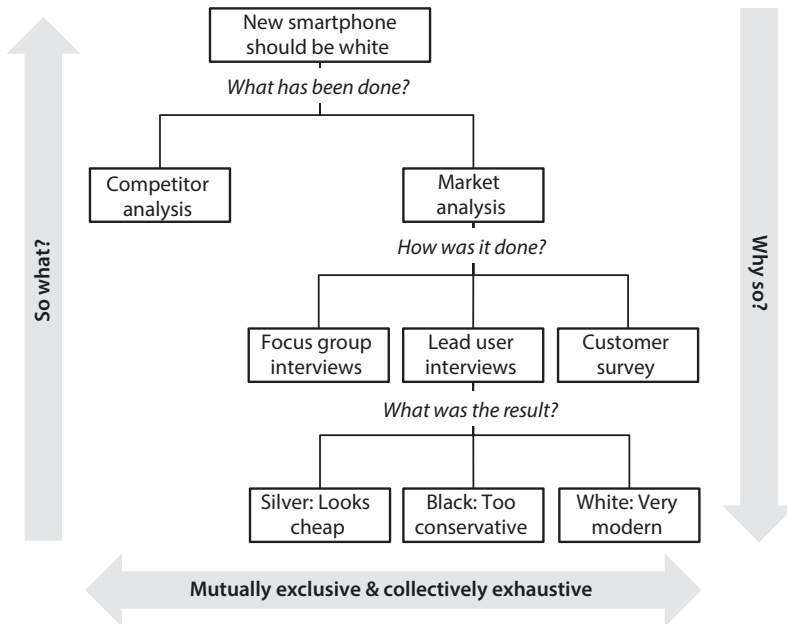 New smartphone
should be white
What has been done?
Competitor
analysis
Market
analysis
How was it done?
Focus group
interviews
Lead user
interviews
Customer
survey
What was the result?
Silver: Looks
cheap
Black: Too
conservative
White: Very
modern
So what?
Why so?
Mutually exclusive & collectively exhaustive